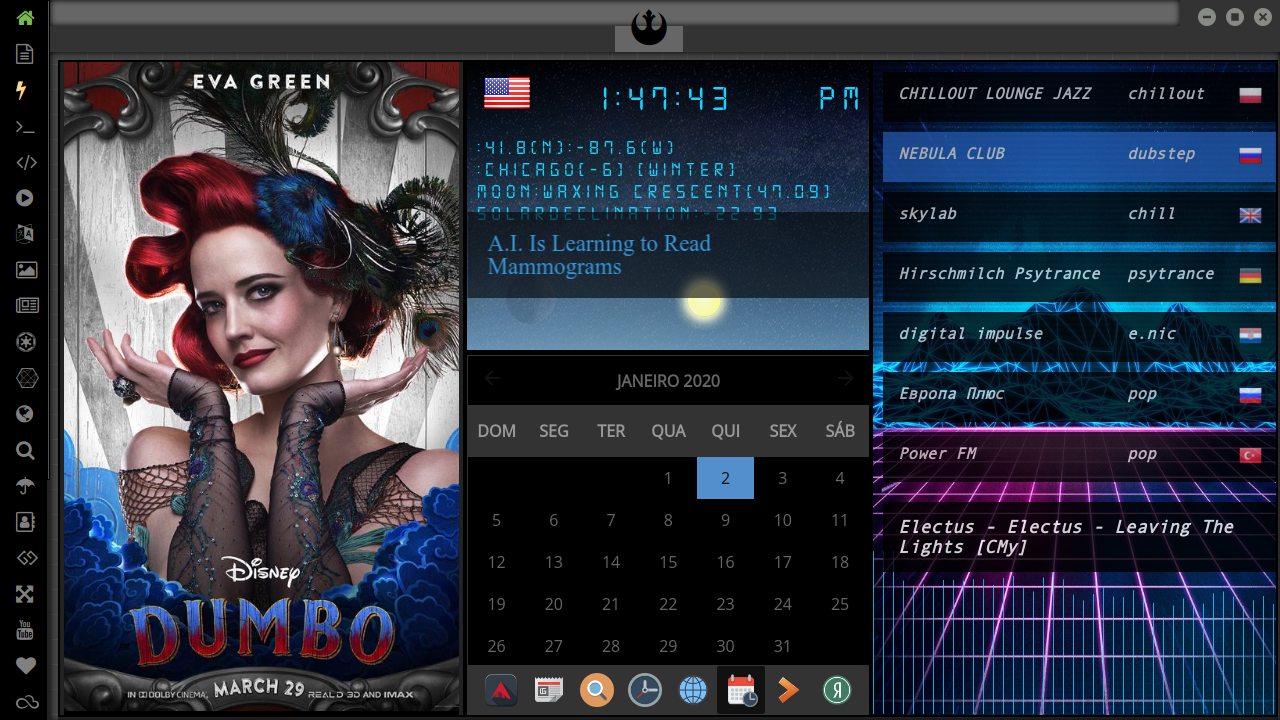 EVA GREEN
Disney
DUMBO
IN DOLBY CINEMA, MARCH 29 REAL D 3D AND IMAX
1:47:43 PM
:41.8(N):-87.6(W)
:CHICAGO(-6) (WINTER)
MOON:WAXING CRESCENT(47.09)
SOLARDECLINATION:-22.93
A.I. Is Learning to Read
Mammograms
JANEIRO 2020
DOM SEG TER QUA QUI SEX SÁB
1 2 3 4
5 6 7 8 9 10 11
12 13 14 15 16 17 18
19 20 21 22 23 24 25
26 27 28 29 30 31
CHILLOUT LOUNGE JAZZ chillout
NEBULA CLUB dubstep
skylab chill
Hirschmilch Psytrance psytrance
digital impulse e.nic
Европа Плюс pop
Power FM pop
Electus - Electus - Leaving The
Lights [CMy]
You
Tube
Я